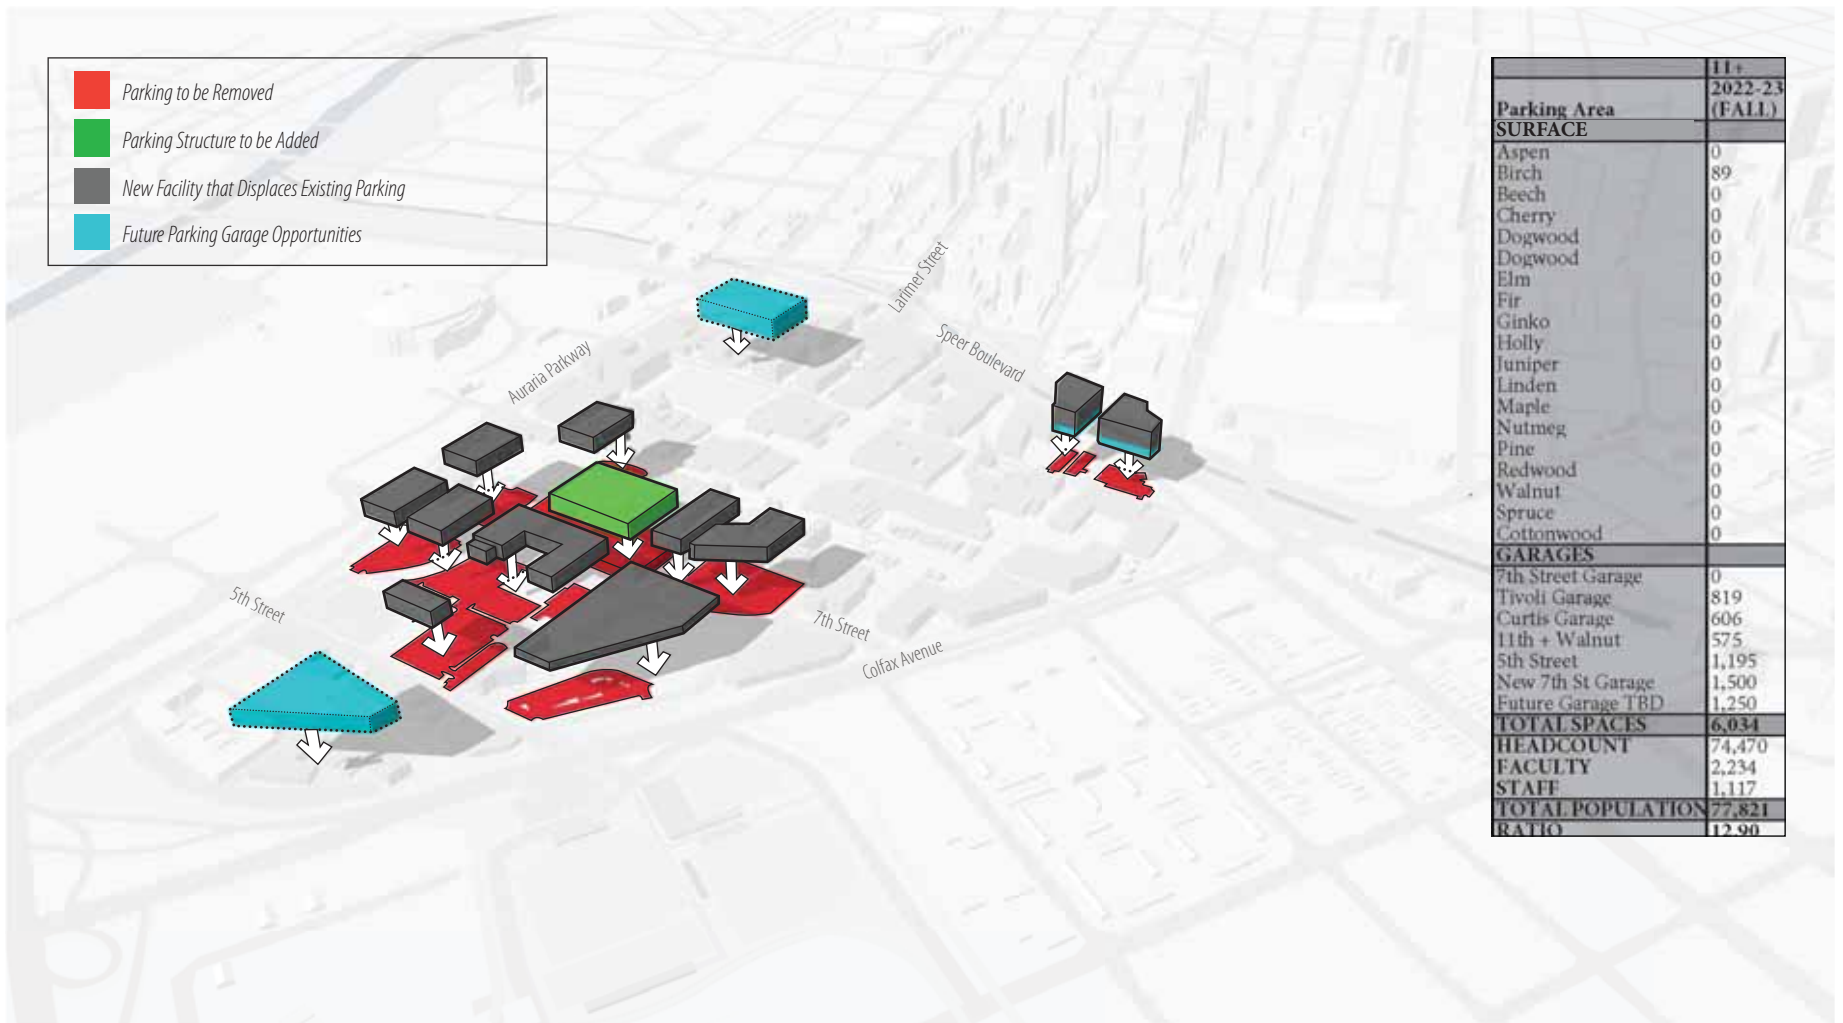 Parking to be Removed
Parking Structure to be Added
New Facility that Displaces Existing Parking
Future Parking Garage Opportunities
Larimer Street
Speer Boulevard
Auraria Parkway
5th Street
7th Street
Colfax Avenue
11+
2022-23
Parking Area (FALL)
SURFACE
Aspen 0
Birch 89
Beech 0
Cherry 0
Dogwood 0
Dogwood 0
Elm 0
Fir 0
Ginko 0
Holly 0
Juniper 0
Linden 0
Maple 0
Nutmeg 0
Pine 0
Redwood 0
Walnut 0
Spruce 0
Cottonwood 0
GARAGES
7th Street Garage 0
Tivoli Garage 819
Curtis Garage 606
11th + Walnut 575
5th Street 1,195
New 7th St Garage 1,500
Future Garage TBD 1,250
TOTAL SPACES 6,034
HEADCOUNT 74,470
FACULTY 2,234
STAFF 1,117
TOTAL POPULATION 77,821
RATIO 12.90